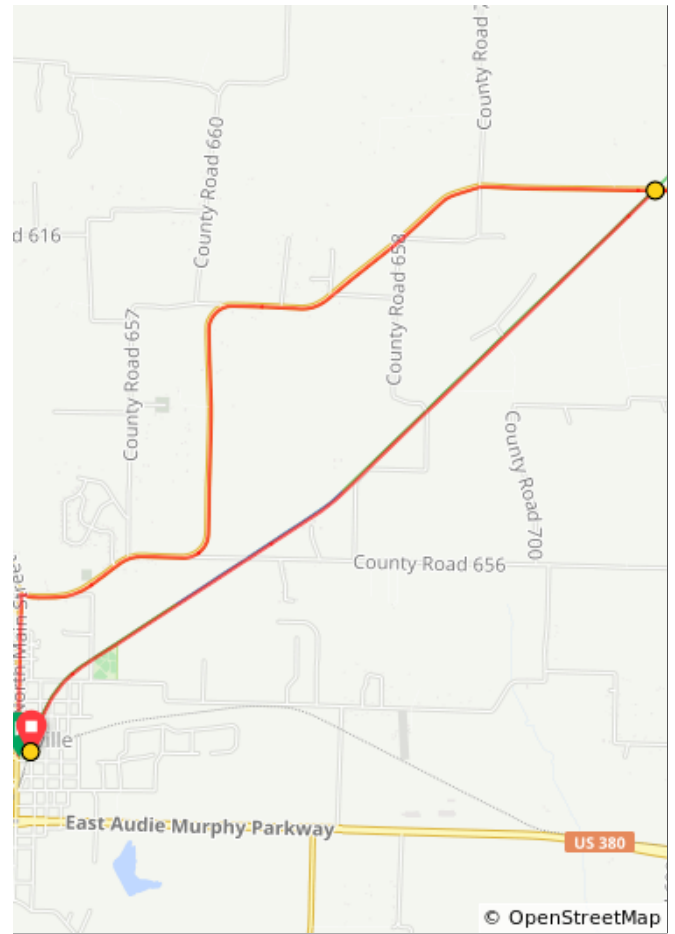 County Road 7
County Road 660
d 616
County Road 658
County Road 657
County Road 700
County Road 656
North Main Street
ille
East Audie Murphy Parkway
US 380
© OpenStreetMap